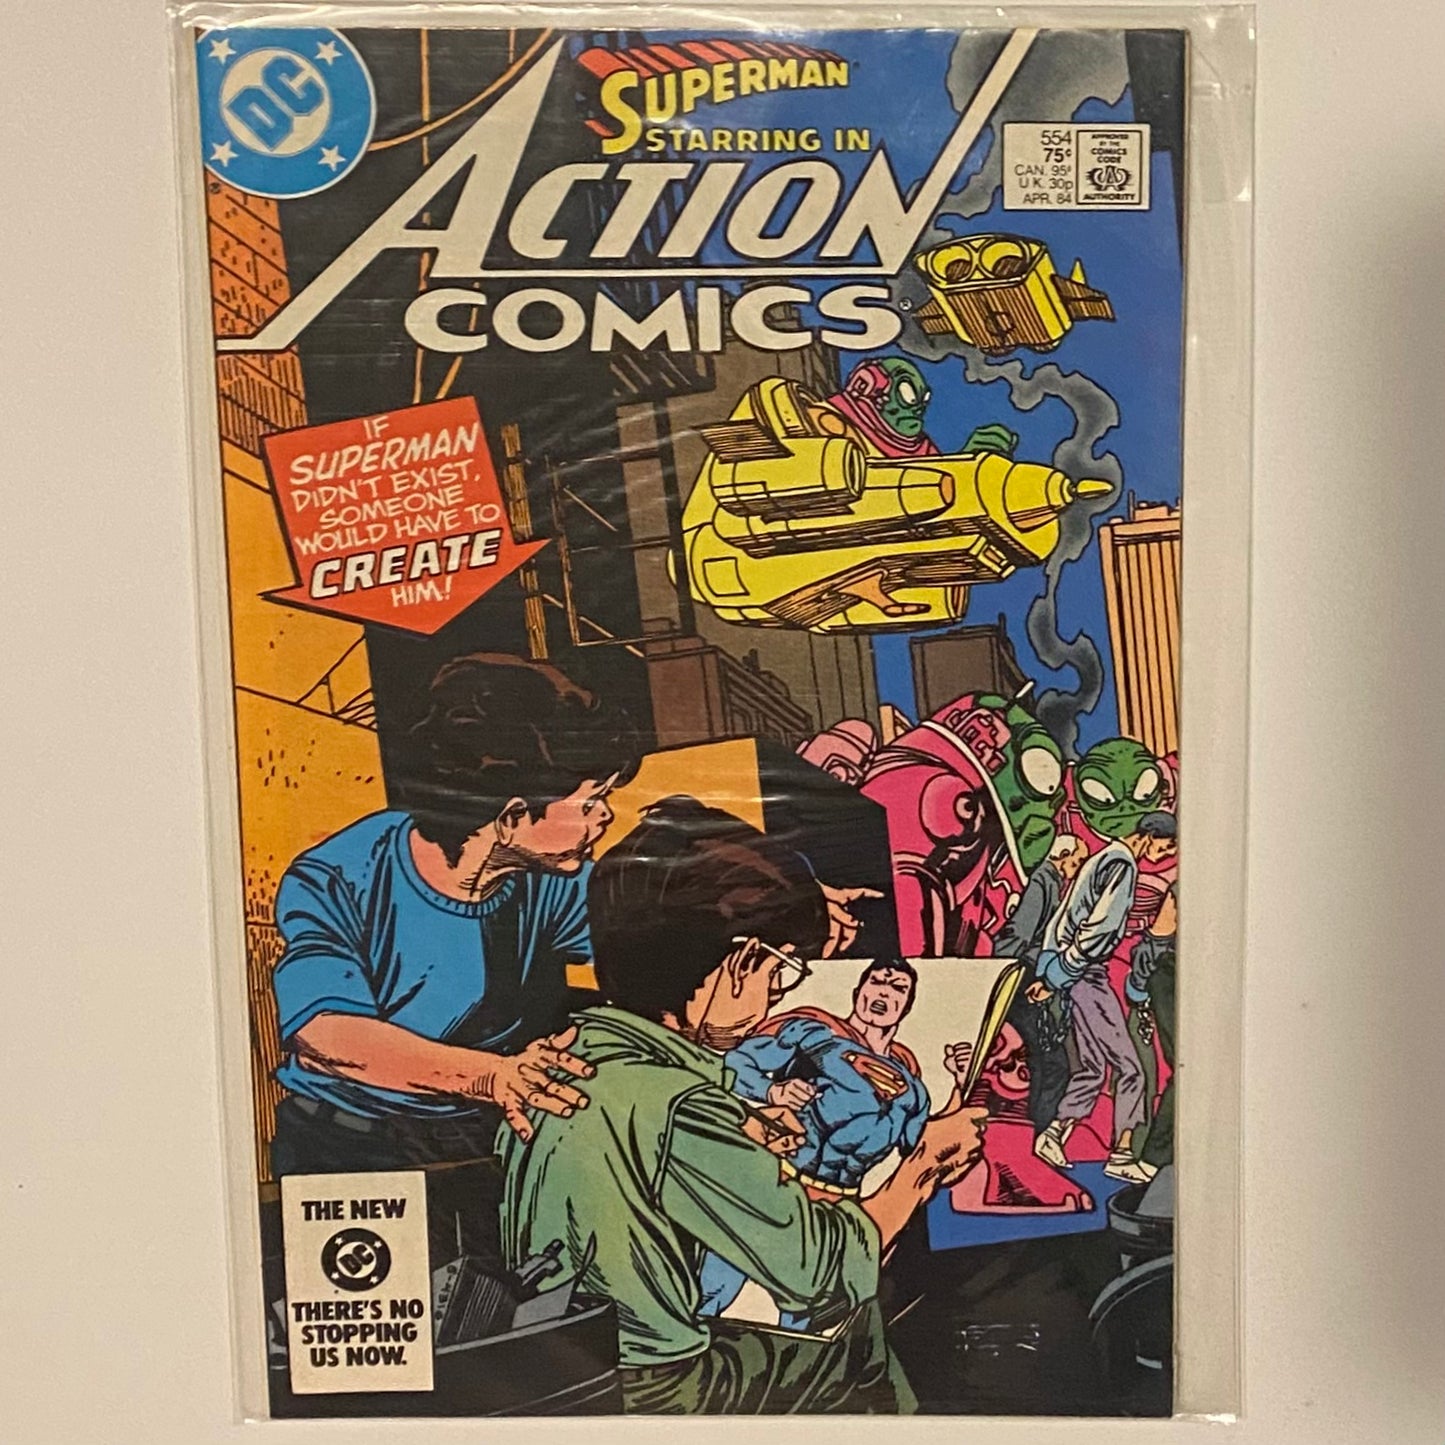 DC
SUPERMAN
STARRING IN
ACTION
COMICS®
554
75¢
CAN. 95¢
U.K. 30p
APR. 84
APPROVED
BY THE
COMICS
CODE
AUTHORITY
IF
SUPERMAN
DIDN'T EXIST,
SOMEONE
WOULD HAVE TO
CREATE
HIM!
THE NEW
DC
THERE'S NO
STOPPING
US NOW.